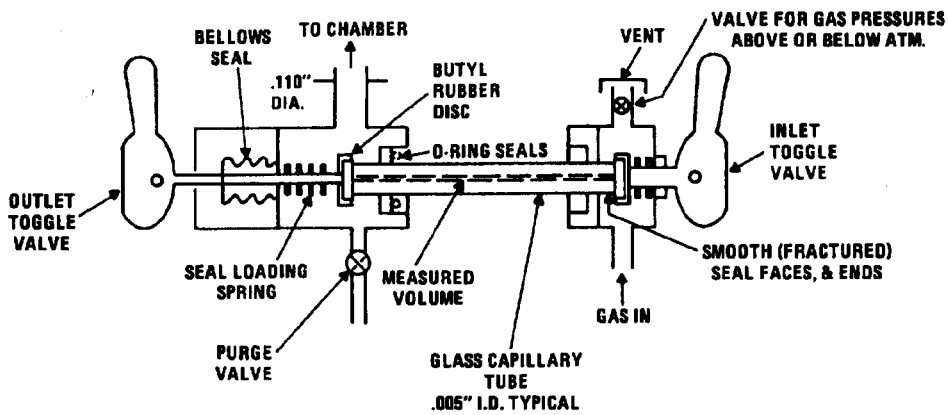 BELLOWS
SEAL
TO CHAMBER
.110"
DIA.
BUTYL
RUBBER
DISC
VENT
VALVE FOR GAS PRESSURES
ABOVE OR BELOW ATM.
O-RING SEALS
INLET
TOGGLE
VALVE
OUTLET
TOGGLE
VALVE
SEAL LOADING
SPRING
MEASURED
VOLUME
SMOOTH (FRACTURED)
SEAL FACES, & ENDS
GAS IN
PURGE
VALVE
GLASS CAPILLARY
TUBE
.005" I.D. TYPICAL